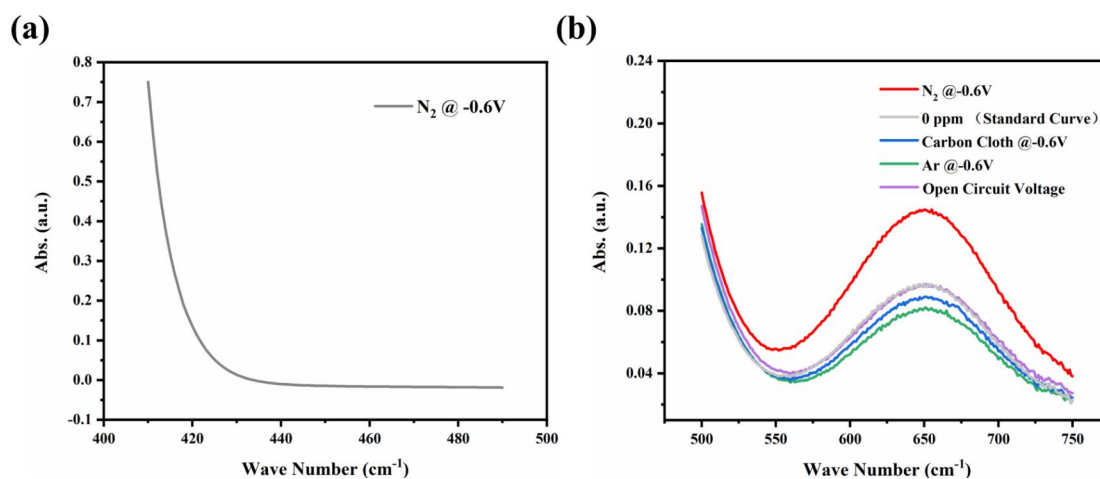 (a)
0.8
0.7
0.6
0.5
0.4
0.3
0.2
0.1
0.0
-0.1
400
420
440
460
480
500
Abs. (a.u.)
Wave Number (cm⁻¹)
N₂ @ -0.6V
(b)
0.24
0.20
0.16
0.12
0.08
0.04
500
550
600
650
700
750
Abs. (a.u.)
Wave Number (cm⁻¹)
N₂ @-0.6V
0 ppm （Standard Curve）
Carbon Cloth @-0.6V
Ar @-0.6V
Open Circuit Voltage